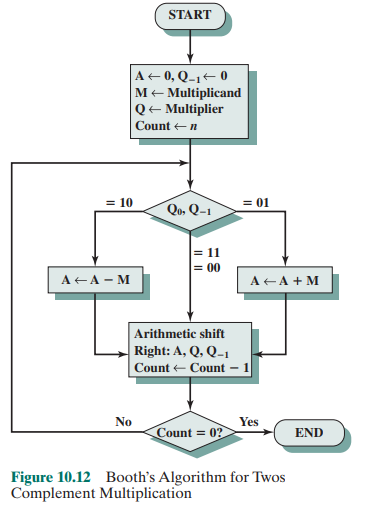 START
A ← 0, Q₋₁ ← 0
M ← Multiplicand
Q ← Multiplier
Count ← n
= 10
Q₀, Q₋₁
= 01
= 11
= 00
A ← A − M
A ← A + M
Arithmetic shift
Right: A, Q, Q₋₁
Count ← Count − 1
No
Count = 0?
Yes
END
Figure 10.12 Booth's Algorithm for Twos
Complement Multiplication